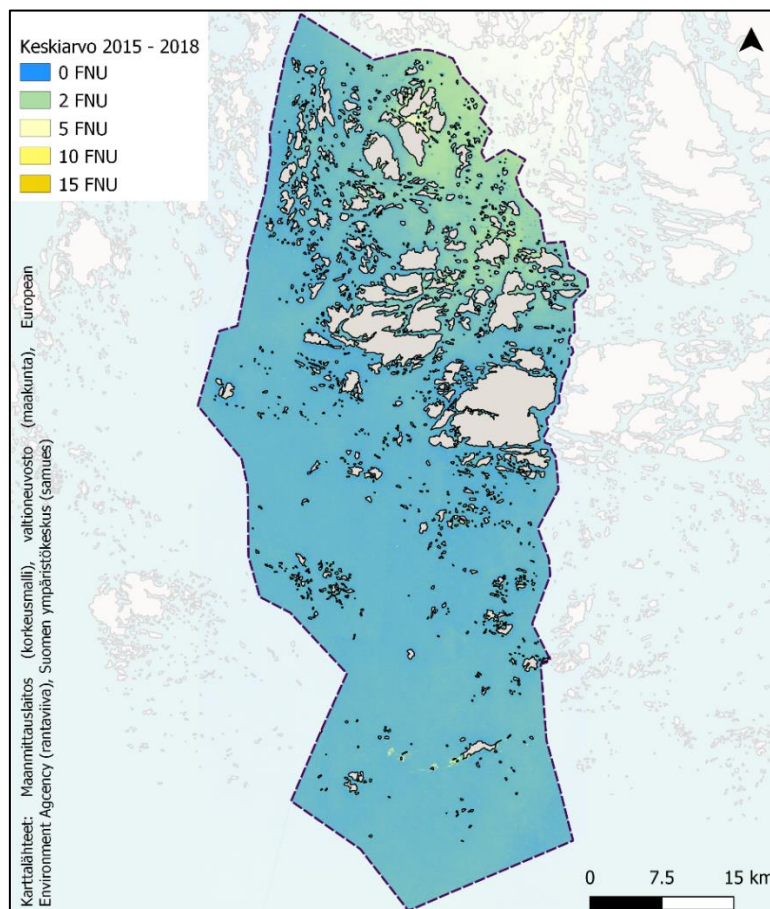 Keskiarvo 2015 - 2018
0 FNU
2 FNU
5 FNU
10 FNU
15 FNU
Karttalähteet: Maanmittauslaitos (korkeusmalli), valtioneuvosto (maakunta), European
Environment Agcency (rantaviiva), Suomen ympäristökeskus (samues)
0 7.5 15 km